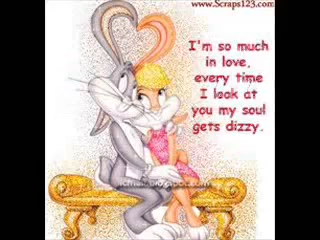 www.Scraps123.com
I'm so much
in love,
every time
I look at
you my soul
gets dizzy.